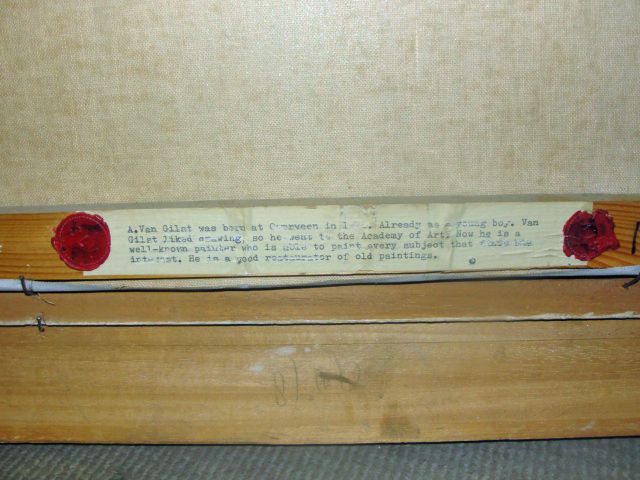 A.Van Gilst was born at Overveen in Already as a young boy. Van
Gilst liked drawing, so he went to the Academy of Art. Now he is a
well-known painter who is able to paint every subject that
interest. He is a good restaurator of old paintings.